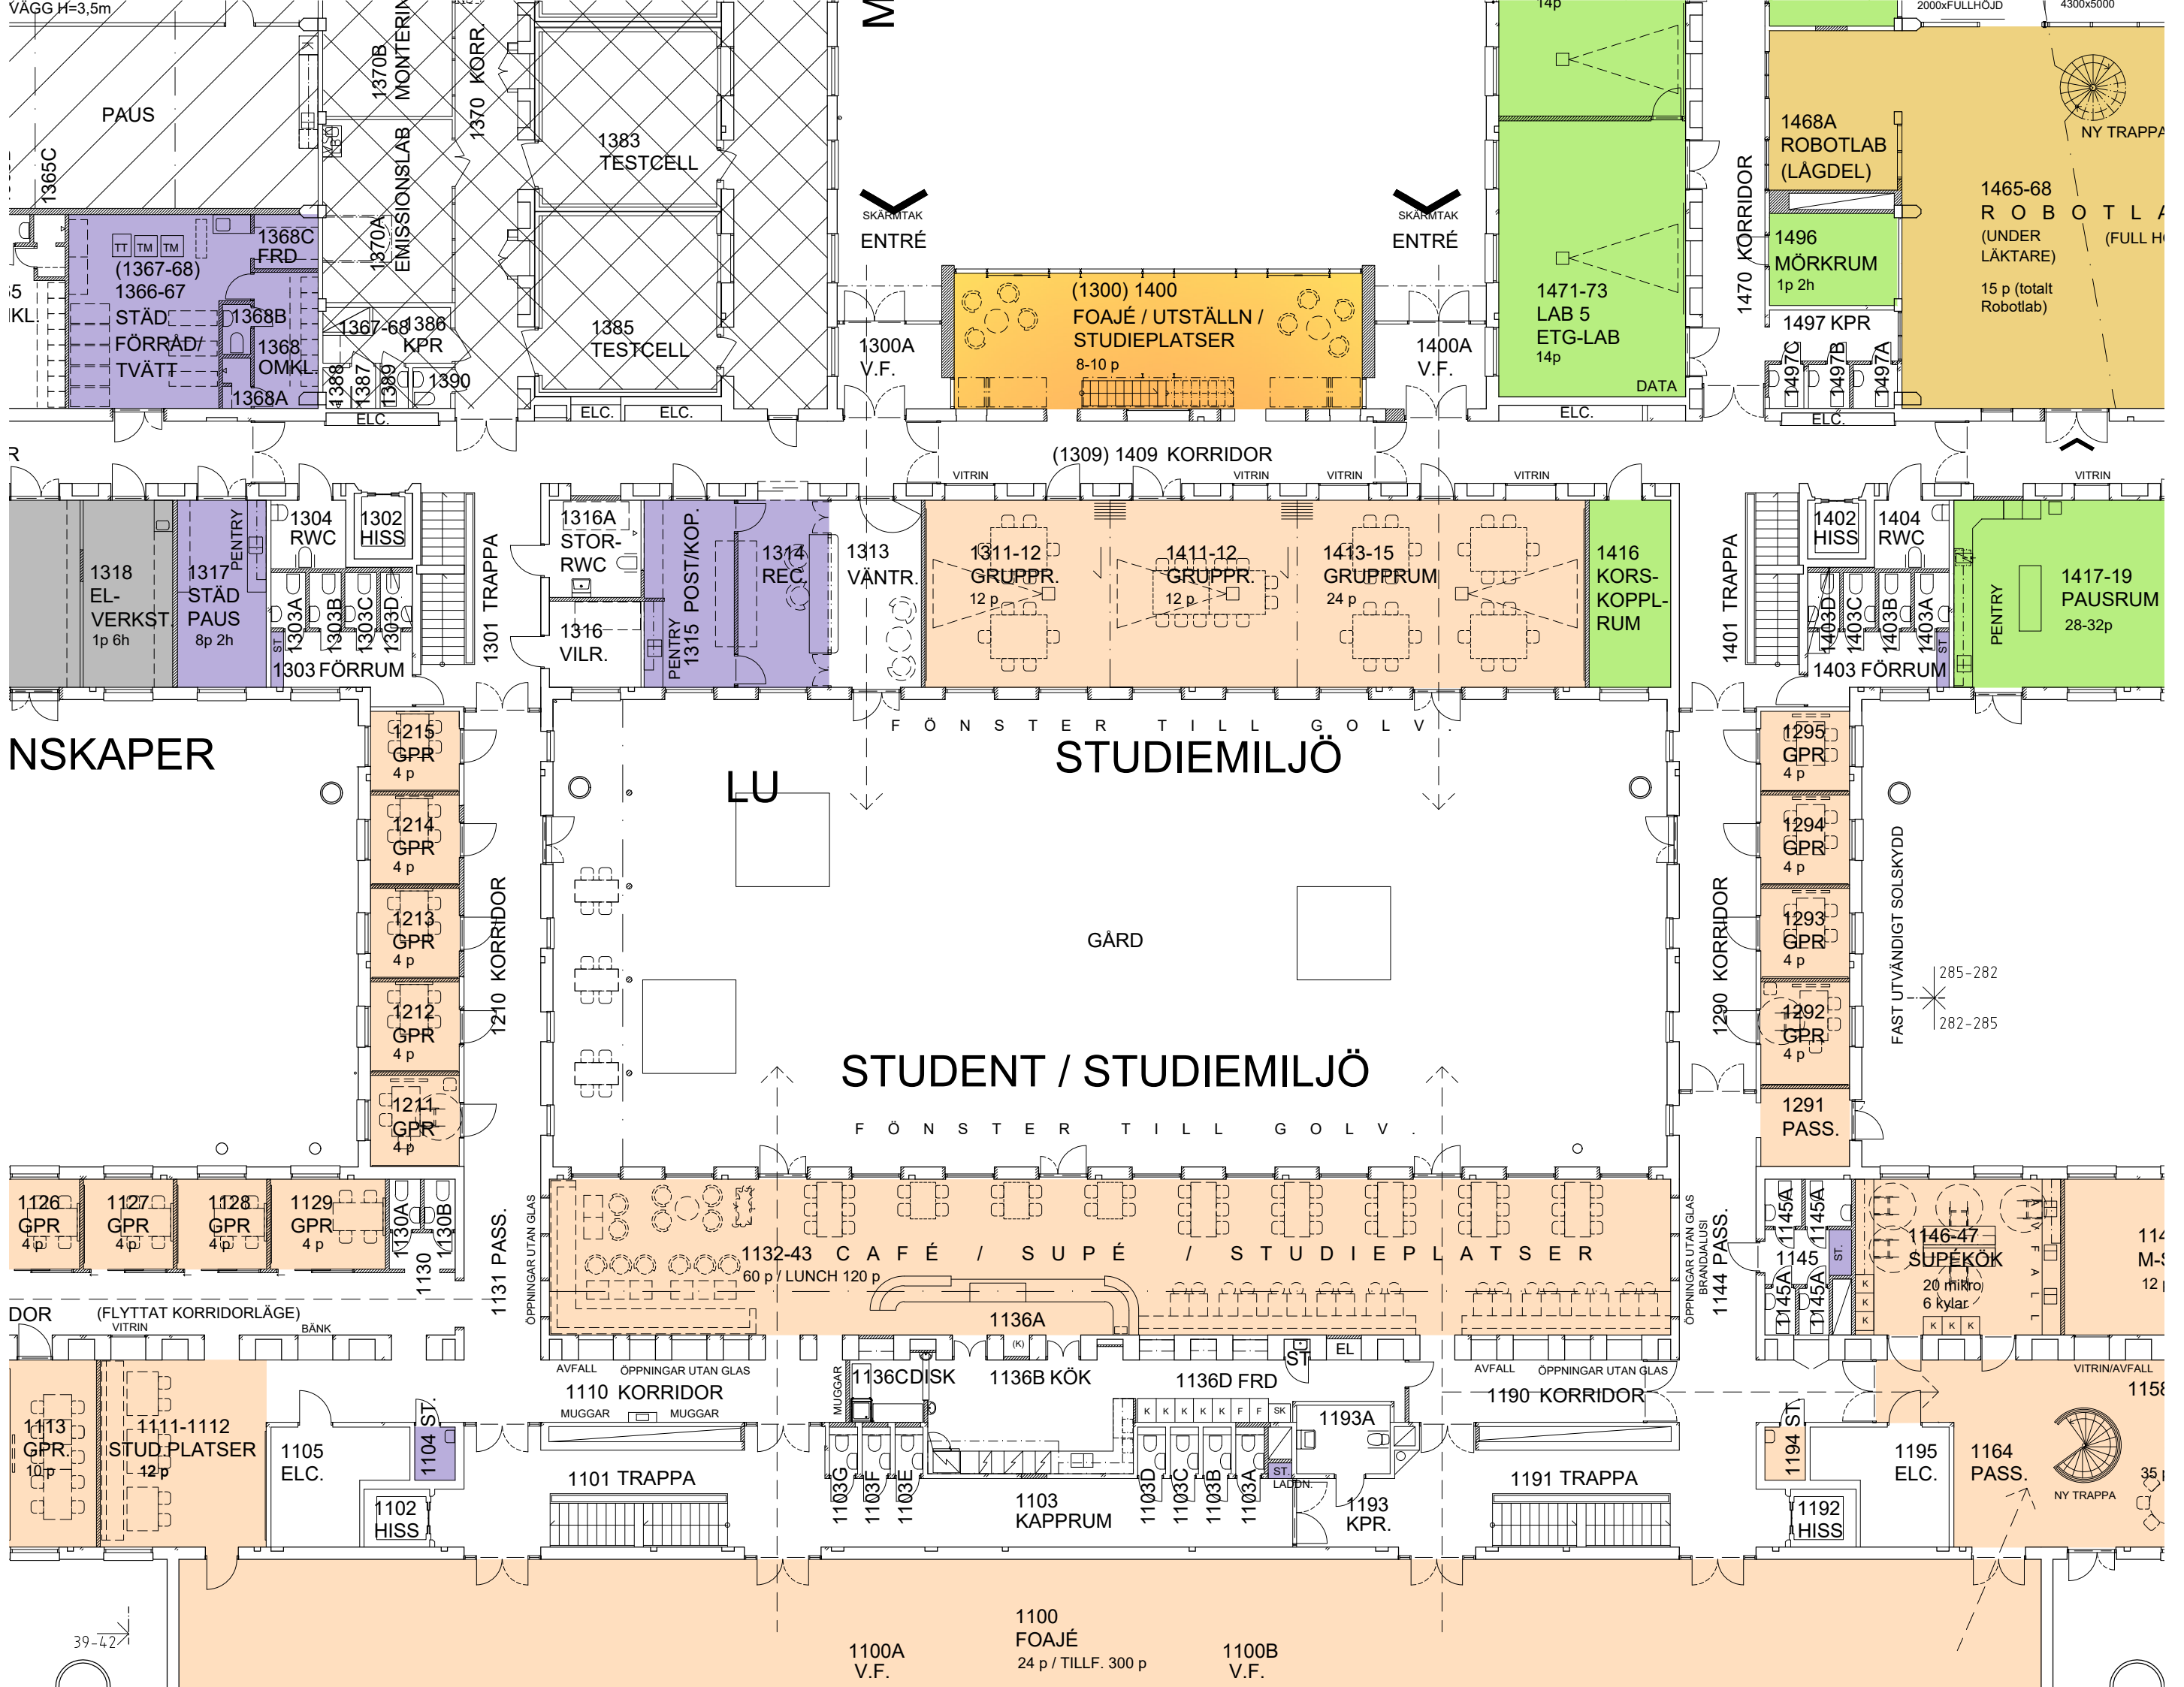 VÄGG H=3,5m
PAUS
1365C
1370B
MONTERIN
1370 KORR.
EMISSIONSLAB
1370A
1383
TESTCELL
1385
TESTCELL
M
14p
2000xFULLHÖJD
4300x5000
1468A
ROBOTLAB
(LÅGDEL)
NY TRAPPA
1465-68
R O B O T L A
(UNDER
LÄKTARE)
(FULL H
15 p (totalt
Robotlab)
1470 KORRIDOR
1496
MÖRKRUM
1p 2h
1497 KPR
1497C
1497B
1497A
ELC.
SKÄRMTAK
ENTRÉ
SKÄRMTAK
ENTRÉ
1368C
FRD
TT
TM
TM
(1367-68)
1366-67
STÄD
FÖRRÅD/
TVÄTT
1368B
1368
OMKL.
1368A
KL.
1367-68
1386
KPR
1388
1387
1389
1390
ELC.
ELC.
ELC.
1300A
V.F.
(1300) 1400
FOAJÉ / UTSTÄLLN /
STUDIEPLATSER
8-10 p
1400A
V.F.
1471-73
LAB 5
ETG-LAB
14p
DATA
ELC.
R
(1309) 1409 KORRIDOR
VITRIN
VITRIN
VITRIN
VITRIN
VITRIN
1318
EL-
VERKST.
1p 6h
1317
STÄD
PAUS
8p 2h
PENTRY
1304
RWC
1302
HISS
1303A
1303B
1303C
1303D
ST
1303 FÖRRUM
1301 TRAPPA
1316A
STOR-
RWC
1316
VILR.
1315 POST/KOP.
PENTRY
1314
REC.
1313
VÄNTR.
1311-12
GRUPPR.
12 p
1411-12
GRUPPR.
12 p
1413-15
GRUPPRUM
24 p
1416
KORS-
KOPPL-
RUM
1401 TRAPPA
1402
HISS
1404
RWC
1403D
1403C
1403B
1403A
ST
1403 FÖRRUM
PENTRY
1417-19
PAUSRUM
28-32p
NSKAPER
F Ö N S T E R T I L L G O L V .
STUDIEMILJÖ
LU
1215
GPR
4 p
1214
GPR
4 p
1213
GPR
4 p
1212
GPR
4 p
1211
GPR
4 p
1210 KORRIDOR
GÅRD
1295
GPR
4 p
1294
GPR
4 p
1293
GPR
4 p
1292
GPR
4 p
1291
PASS.
1290 KORRIDOR
FAST UTVÄNDIGT SOLSKYDD
285-282
282-285
STUDENT / STUDIEMILJÖ
F Ö N S T E R T I L L G O L V .
1126
GPR
4 p
1127
GPR
4 p
1128
GPR
4 p
1129
GPR
4 p
1130A
1130B
1130
1131 PASS.
ÖPPNINGAR UTAN GLAS
1132-43 C A F É / S U P É / S T U D I E P L A T S E R
60 p / LUNCH 120 p
1136A
(K)
ÖPPNINGAR UTAN GLAS
BRANDJALUSI
1144 PASS.
1145A
1145A
1145
1145A
1145A
ST.
1146-47
SUPÉKÖK
20 mikro
6 kylar
K
K
K
K K K
A V F A L L
114
M-S
12 p
DOR
(FLYTTAT KORRIDORLÄGE)
VITRIN
BÄNK
AVFALL
ÖPPNINGAR UTAN GLAS
1110 KORRIDOR
MUGGAR
MUGGAR
MUGGAR
1136C
DISK
1136B KÖK
ST
EL
1136D FRD
K K K K K F F SK
AVFALL
ÖPPNINGAR UTAN GLAS
1190 KORRIDOR
VITRIN/AVFALL
1158
1113
GPR.
10 p
1111-1112
STUD.PLATSER
12 p
1105
ELC.
1104 ST.
1102
HISS
1101 TRAPPA
1103G
1103F
1103E
1103
KAPPRUM
1103D
1103C
1103B
1103A
ST.
LADDN.
1193A
1193
KPR.
1191 TRAPPA
1194 ST.
1192
HISS
1195
ELC.
1164
PASS.
NY TRAPPA
35 p
39-42
1100
FOAJÉ
24 p / TILLF. 300 p
1100A
V.F.
1100B
V.F.